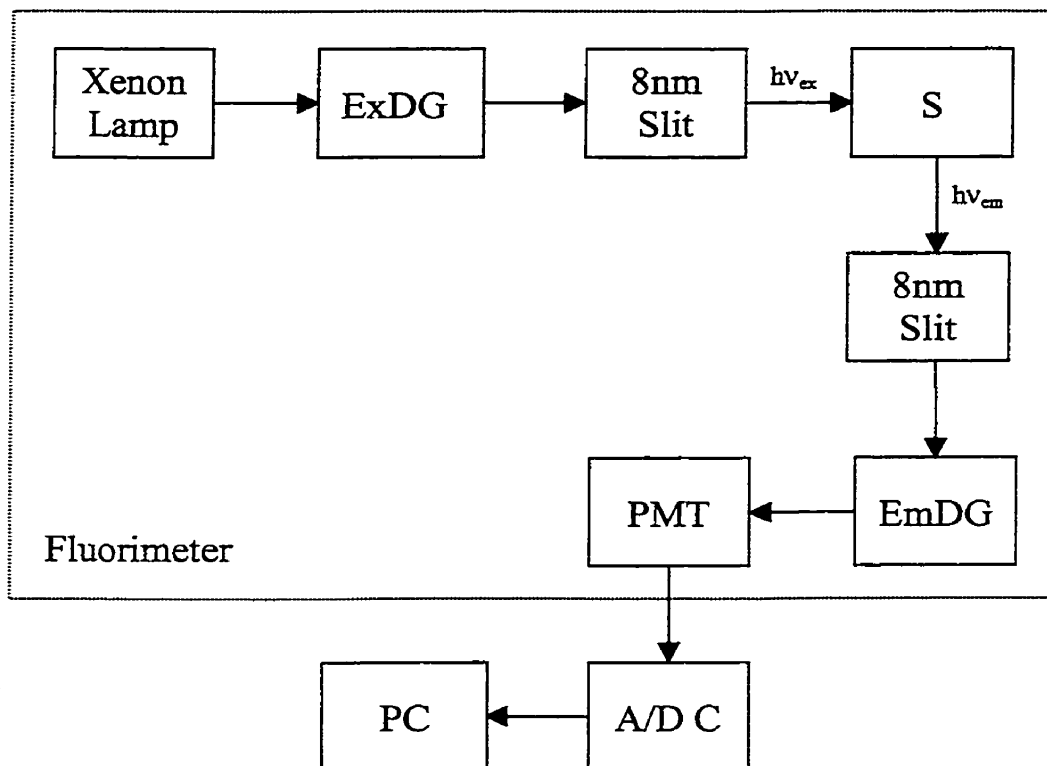 Xenon
Lamp
ExDG
8nm
Slit
hνex
S
hνem
8nm
Slit
PMT
EmDG
Fluorimeter
PC
A/D C